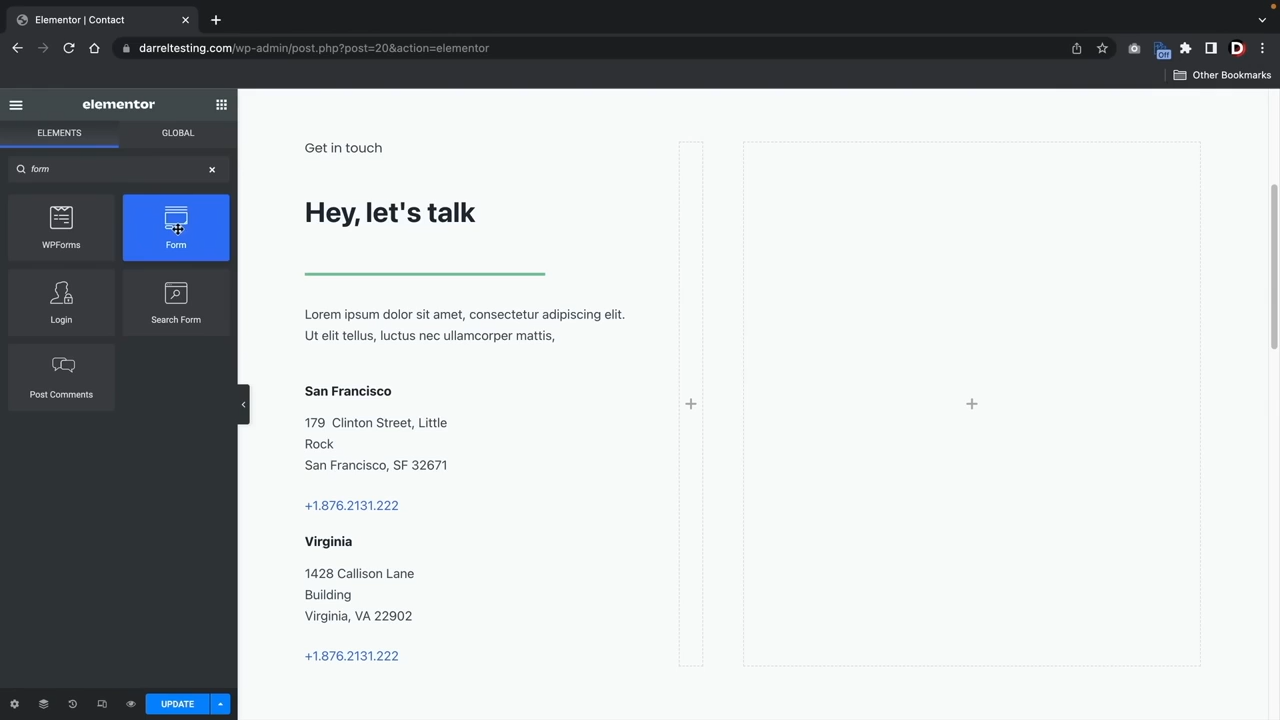 Elementor | Contact
darreltesting.com/wp-admin/post.php?post=20&action=elementor
Off
D
Other Bookmarks
elementor
ELEMENTS
GLOBAL
form
WPForms
Form
Login
Search Form
Post Comments
UPDATE
Get in touch
Hey, let's talk
Lorem ipsum dolor sit amet, consectetur adipiscing elit.
Ut elit tellus, luctus nec ullamcorper mattis,
San Francisco
179  Clinton Street, Little
Rock
San Francisco, SF 32671
+1.876.2131.222
Virginia
1428 Callison Lane
Building
Virginia, VA 22902
+1.876.2131.222